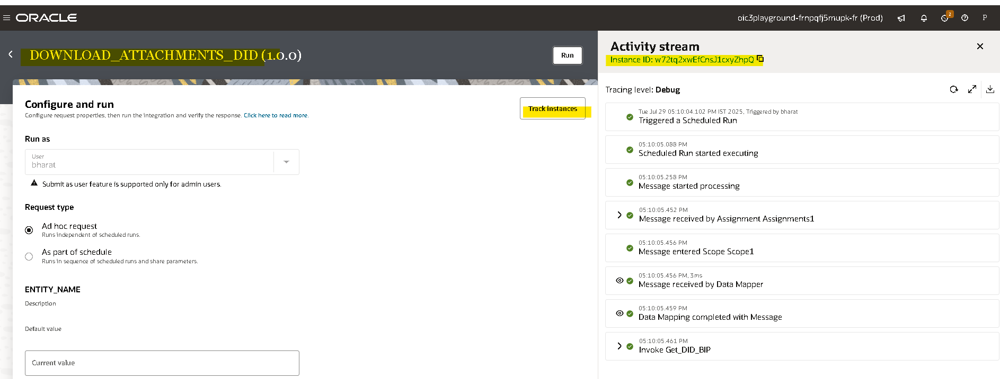 ORACLE
oic3playground-frnpqfj5mupk-fr (Prod)
2
P
DOWNLOAD_ATTACHMENTS_DID (1.0.0)
Run
Configure and run
Configure request properties, then run the integration and verify the response. Click here to read more.
Track instances
Run as
User
bharat
Submit as user feature is supported only for admin users.
Request type
Ad hoc request
Runs independent of scheduled runs.
As part of schedule
Runs in sequence of scheduled runs and share parameters.
ENTITY_NAME
Description
Default value
Current value
Activity stream
Instance ID: w72tq2xwEfCnsJ1cxyZhpQ
Tracing level: Debug
Tue Jul 29 05:10:04.102 PM IST 2025, Triggered by bharat
Triggered a Scheduled Run
05:10:05.088 PM
Scheduled Run started executing
05:10:05.258 PM
Message started processing
05:10:05.452 PM
Message received by Assignment Assignments1
05:10:05.456 PM
Message entered Scope Scope1
05:10:05.456 PM, 3ms
Message received by Data Mapper
05:10:05.459 PM
Data Mapping completed with Message
05:10:05.461 PM
Invoke Get_DID_BIP